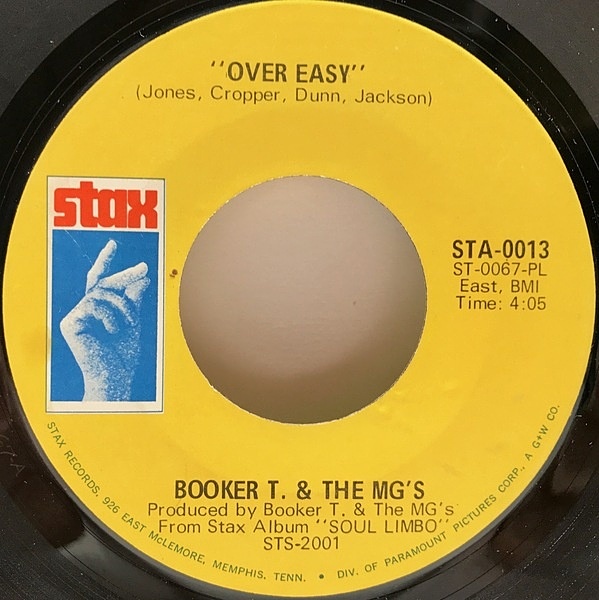 "OVER EASY"
(Jones, Cropper, Dunn, Jackson)
stax
STA-0013
ST-0067-PL
East, BMI
Time: 4:05
BOOKER T. & THE MG'S
Produced by Booker T. & The MG's
From Stax Album "SOUL LIMBO"
STS-2001
STAX RECORDS, 926 EAST McLEMORE, MEMPHIS, TENN. • DIV. OF PARAMOUNT PICTURES CORP., A G+W CO.